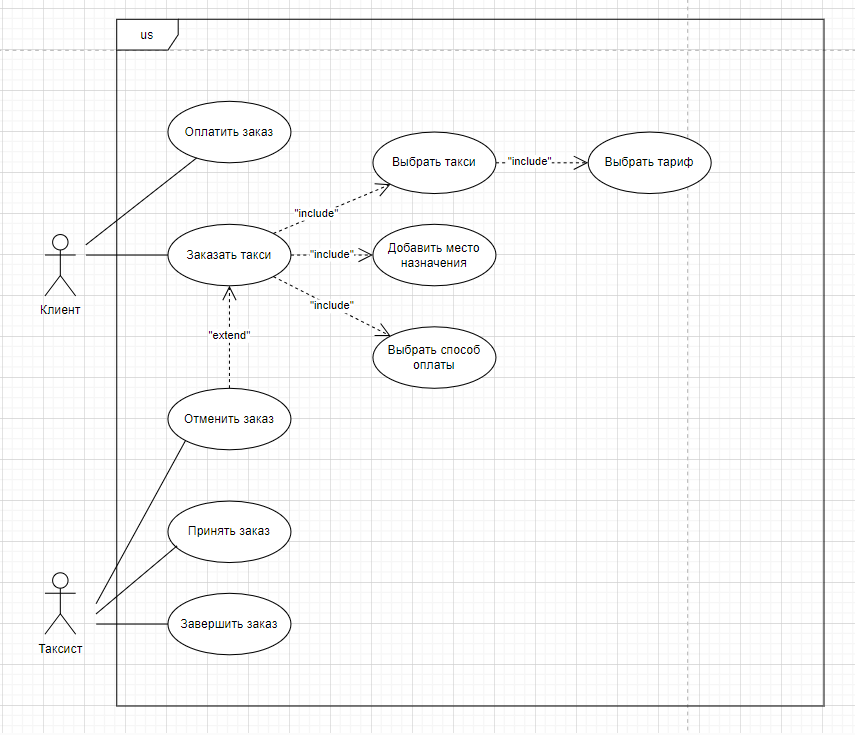 us
Оплатить заказ
Выбрать такси
"include"
Выбрать тариф
"include"
Заказать такси
"include"
Добавить место
назначения
Клиент
"include"
"extend"
Выбрать способ
оплаты
Отменить заказ
Принять заказ
Завершить заказ
Таксист